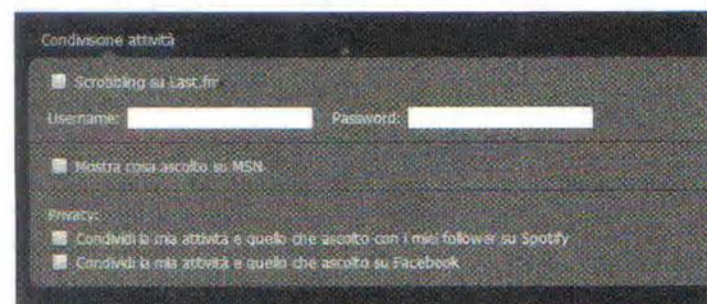 Condivisione attività
Scrobbling su Last.fm
Username: Password:
Mostra cosa ascolto su MSN
Privacy:
Condividi la mia attività e quello che ascolto con i miei follower su Spotify
Condividi la mia attività e quello che ascolto su Facebook